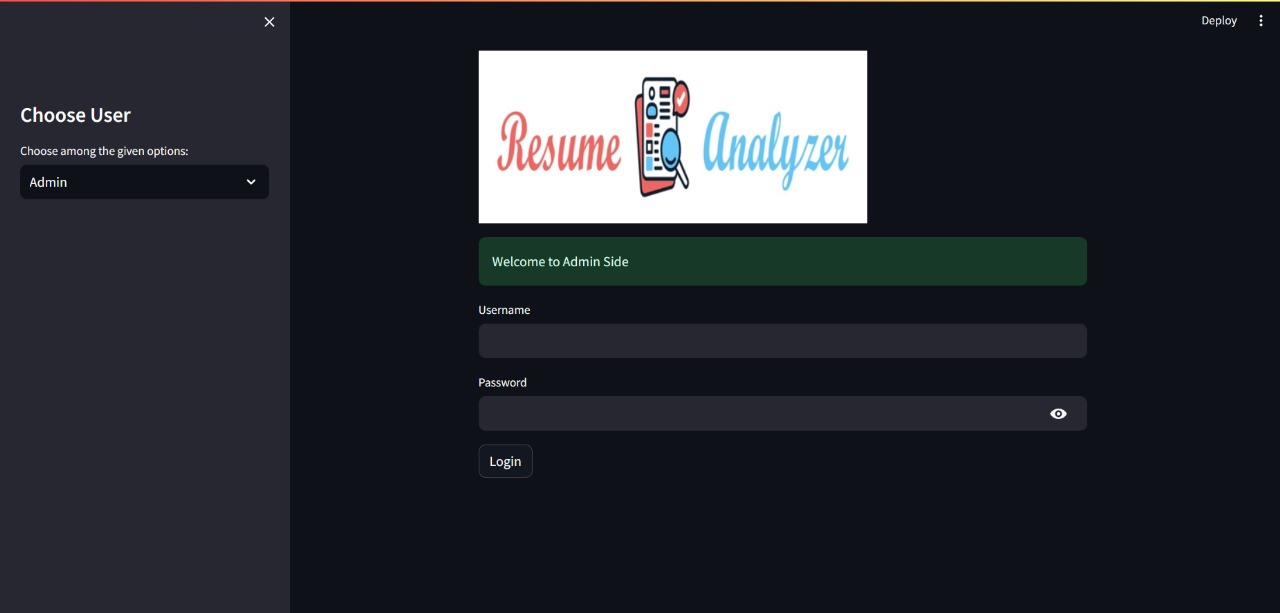 Deploy
Choose User
Choose among the given options:
Admin
Resume Analyzer
Welcome to Admin Side
Username
Password
Login